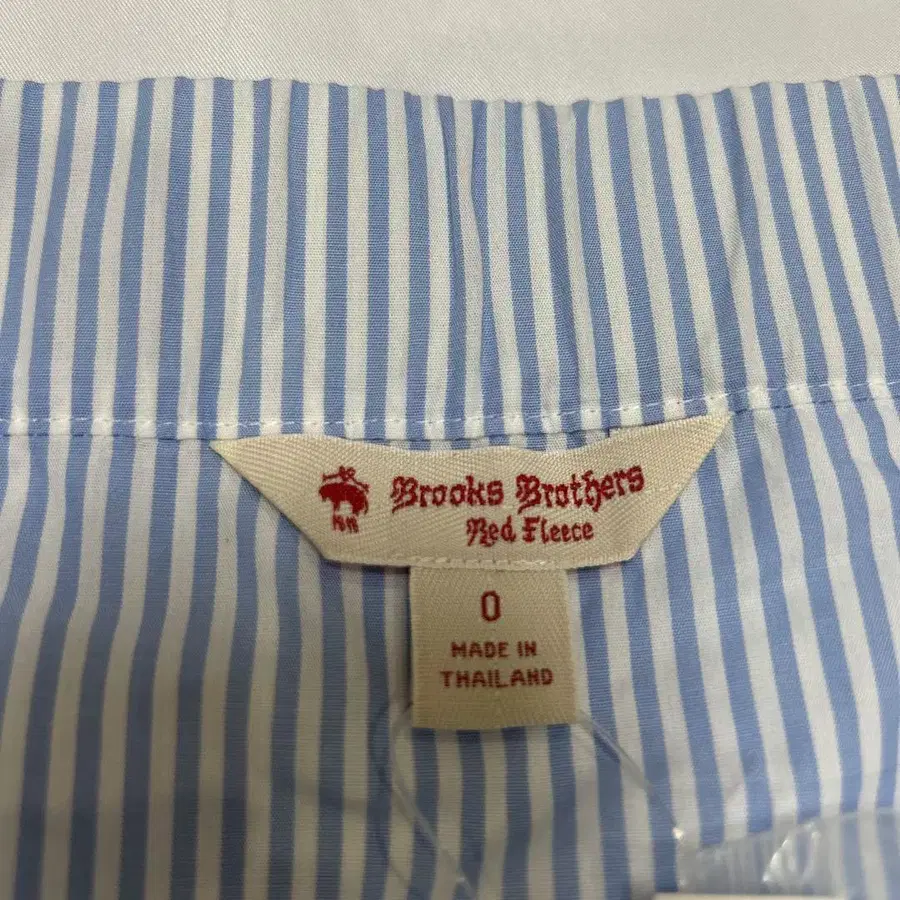 Brooks Brothers
Red Fleece
0
MADE IN
THAILAND